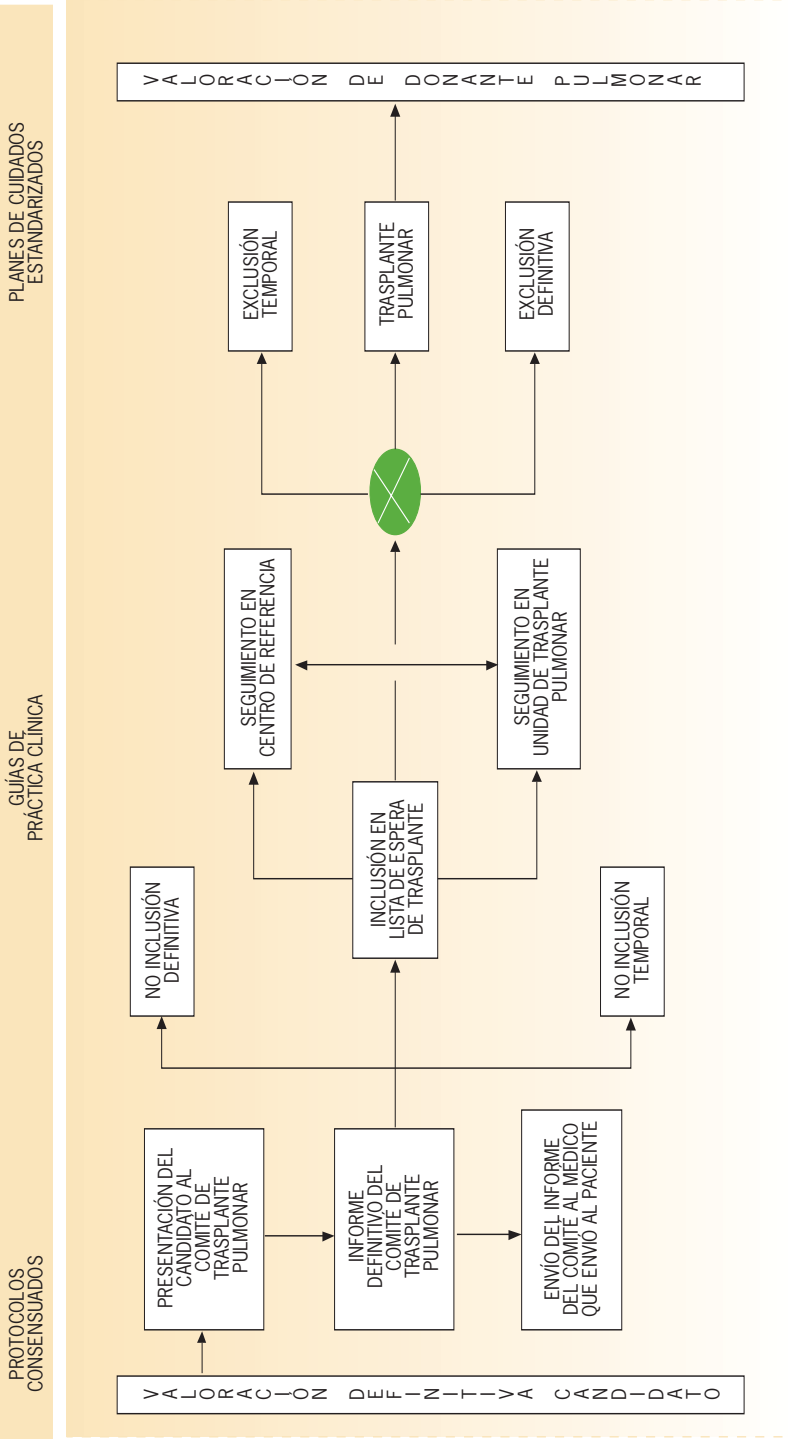 PROTOCOLOS
CONSENSUADOS
GUÍAS DE
PRÁCTICA CLÍNICA
PLANES DE CUIDADOS
ESTANDARIZADOS
VALORACIÓN DEFINITIVA CANDIDATO
PRESENTACIÓN DEL
CANDIDATO AL
COMITÉ DE
TRASPLANTE
PULMONAR
INFORME
DEFINITIVO DEL
COMITÉ DE
TRASPLANTE
PULMONAR
ENVÍO DEL INFORME
DEL COMITÉ AL MÉDICO
QUE ENVIÓ AL PACIENTE
NO INCLUSIÓN
DEFINITIVA
INCLUSIÓN EN
LISTA DE ESPERA
DE TRASPLANTE
NO INCLUSIÓN
TEMPORAL
SEGUIMIENTO EN
CENTRO DE REFERENCIA
SEGUIMIENTO EN
UNIDAD DE TRASPLANTE
PULMONAR
EXCLUSIÓN
TEMPORAL
TRASPLANTE
PULMONAR
EXCLUSIÓN
DEFINITIVA
VALORACIÓN DE DONANTE PULMONAR